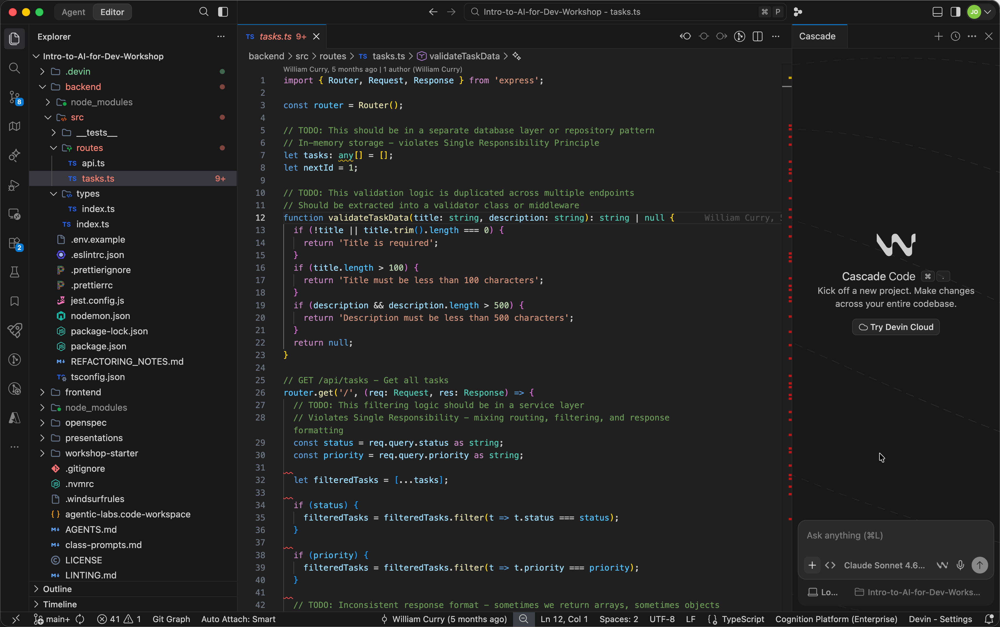 Agent
Editor
Intro-to-AI-for-Dev-Workshop - tasks.ts
⌘ P
JO
Explorer
Intro-to-AI-for-Dev-Workshop
.devin
backend
node_modules
src
__tests__
routes
TS api.ts
TS tasks.ts 9+
types
TS index.ts
TS index.ts
.env.example
.eslintrc.json
.prettierignore
.prettierrc
jest.config.js
nodemon.json
package-lock.json
package.json
REFACTORING_NOTES.md
tsconfig.json
frontend
node_modules
openspec
presentations
workshop-starter
.gitignore
.nvmrc
.windsurfrules
agentic-labs.code-workspace
AGENTS.md
class-prompts.md
LICENSE
LINTING.md
Outline
Timeline
8
2
TS tasks.ts 9+
backend > src > routes > TS tasks.ts > validateTaskData >
William Curry, 5 months ago | 1 author (William Curry)
1 import { Router, Request, Response } from 'express';
2
3 const router = Router();
4
5 // TODO: This should be in a separate database layer or repository pattern
6 // In-memory storage - violates Single Responsibility Principle
7 let tasks: any[] = [];
8 let nextId = 1;
9
10 // TODO: This validation logic is duplicated across multiple endpoints
11 // Should be extracted into a validator class or middleware
12 function validateTaskData(title: string, description: string): string | null { William Curry, 5
13 if (!title || title.trim().length === 0) {
14 return 'Title is required';
15 }
16 if (title.length > 100) {
17 return 'Title must be less than 100 characters';
18 }
19 if (description && description.length > 500) {
20 return 'Description must be less than 500 characters';
21 }
22 return null;
23 }
24
25 // GET /api/tasks - Get all tasks
26 router.get('/', (req: Request, res: Response) => {
27 // TODO: This filtering logic should be in a service layer
28 // Violates Single Responsibility - mixing routing, filtering, and response
formatting
29 const status = req.query.status as string;
30 const priority = req.query.priority as string;
31
32 let filteredTasks = [...tasks];
33
34 if (status) {
35 filteredTasks = filteredTasks.filter(t => t.status === status);
36 }
37
38 if (priority) {
39 filteredTasks = filteredTasks.filter(t => t.priority === priority);
40 }
41
42 // TODO: Inconsistent response format - sometimes we return arrays, sometimes objects
Cascade
Cascade Code ⌘ .
Kick off a new project. Make changes
across your entire codebase.
Try Devin Cloud
Ask anything (⌘L)
Claude Sonnet 4.6...
Lo...
Intro-to-AI-for-Dev-Works...
main+
41
1
Git Graph
Auto Attach: Smart
William Curry (5 months ago)
Ln 12, Col 1
Spaces: 2
UTF-8
LF
TypeScript
Cognition Platform (Enterprise)
Devin - Settings